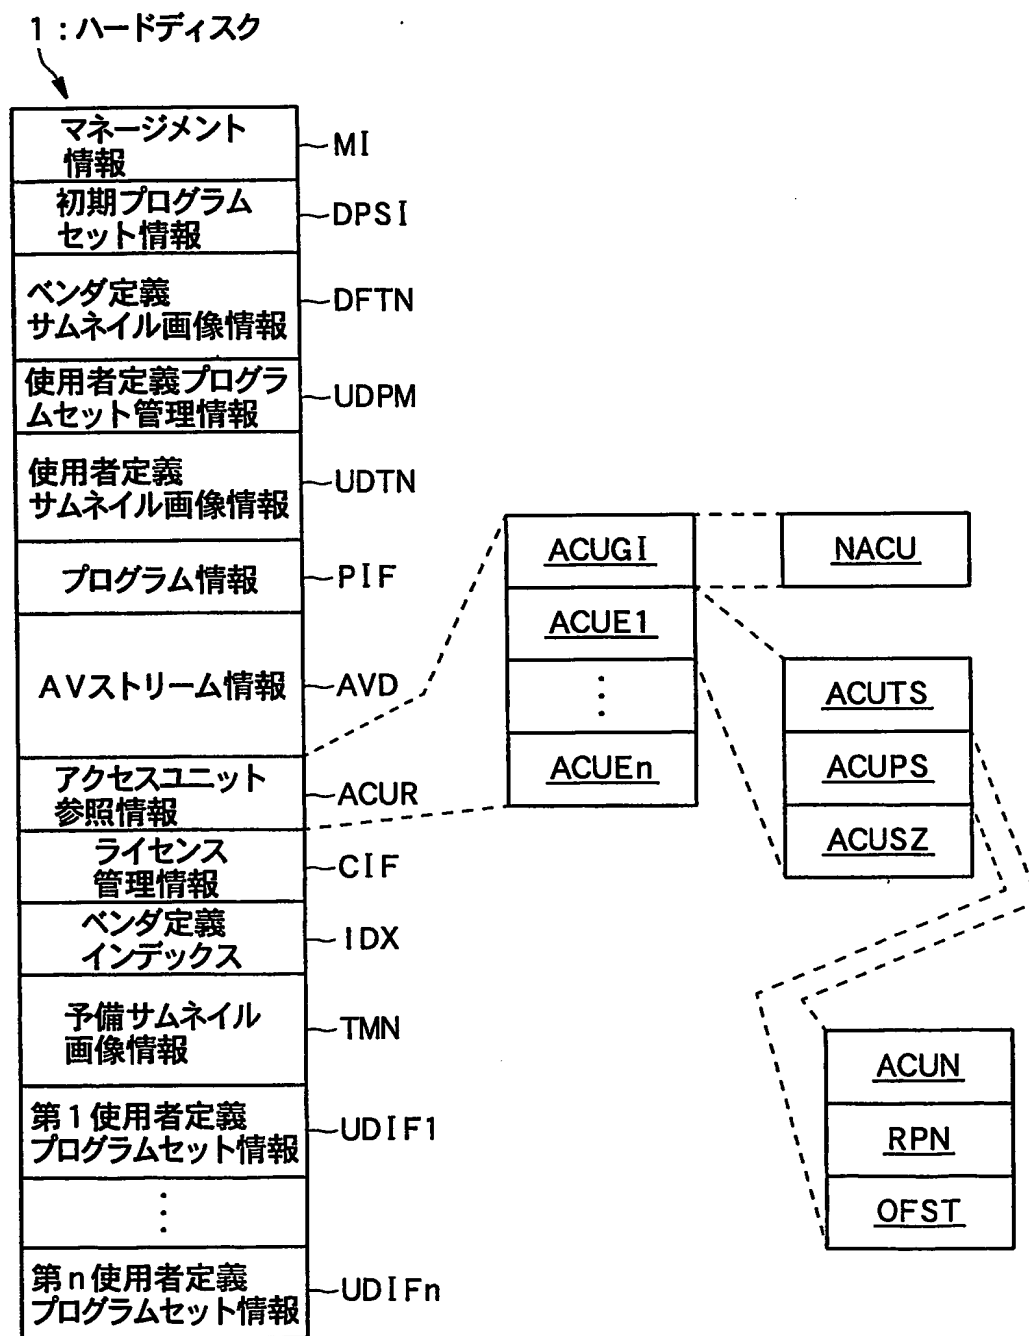 1：ハードディスク
マネージメント
情報
MI
初期プログラム
セット情報
DPSI
ベンダ定義
サムネイル画像情報
DFTN
使用者定義プログラ
ムセット管理情報
UDPM
使用者定義
サムネイル画像情報
UDTN
プログラム情報
PIF
AVストリーム情報
AVD
アクセスユニット
参照情報
ACUR
ライセンス
管理情報
CIF
ベンダ定義
インデックス
IDX
予備サムネイル
画像情報
TMN
第1使用者定義
プログラムセット情報
UDIF1
⋮
第n使用者定義
プログラムセット情報
UDIFn
ACUGI
ACUE1
⋮
ACUEn
NACU
ACUTS
ACUPS
ACUSZ
ACUN
RPN
OFST